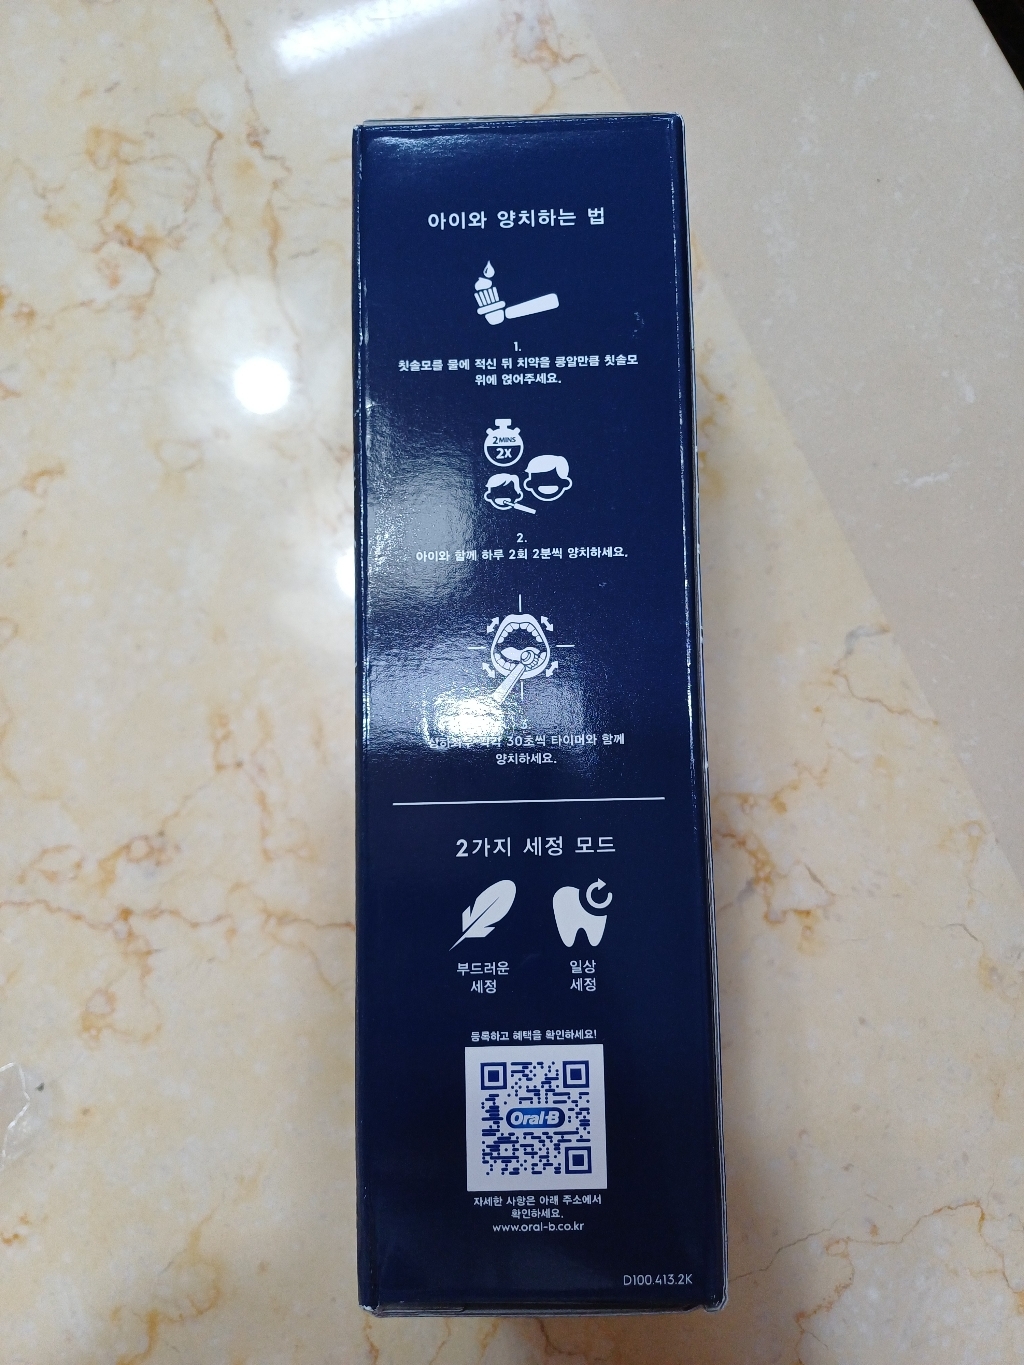 아이와 양치하는 법
1.
칫솔모를 물에 적신 뒤 치약을 콩알만큼 칫솔모
위에 얹어주세요.
2 MINS
2X
2.
아이와 함께 하루 2회 2분씩 양치하세요.
3.
30초씩 타이머와 함께
양치하세요.
2가지 세정 모드
부드러운
세정
일상
세정
등록하고 혜택을 확인하세요!
Oral-B
자세한 사항은 아래 주소에서
확인하세요.
www.oral-b.co.kr
D100.413.2K